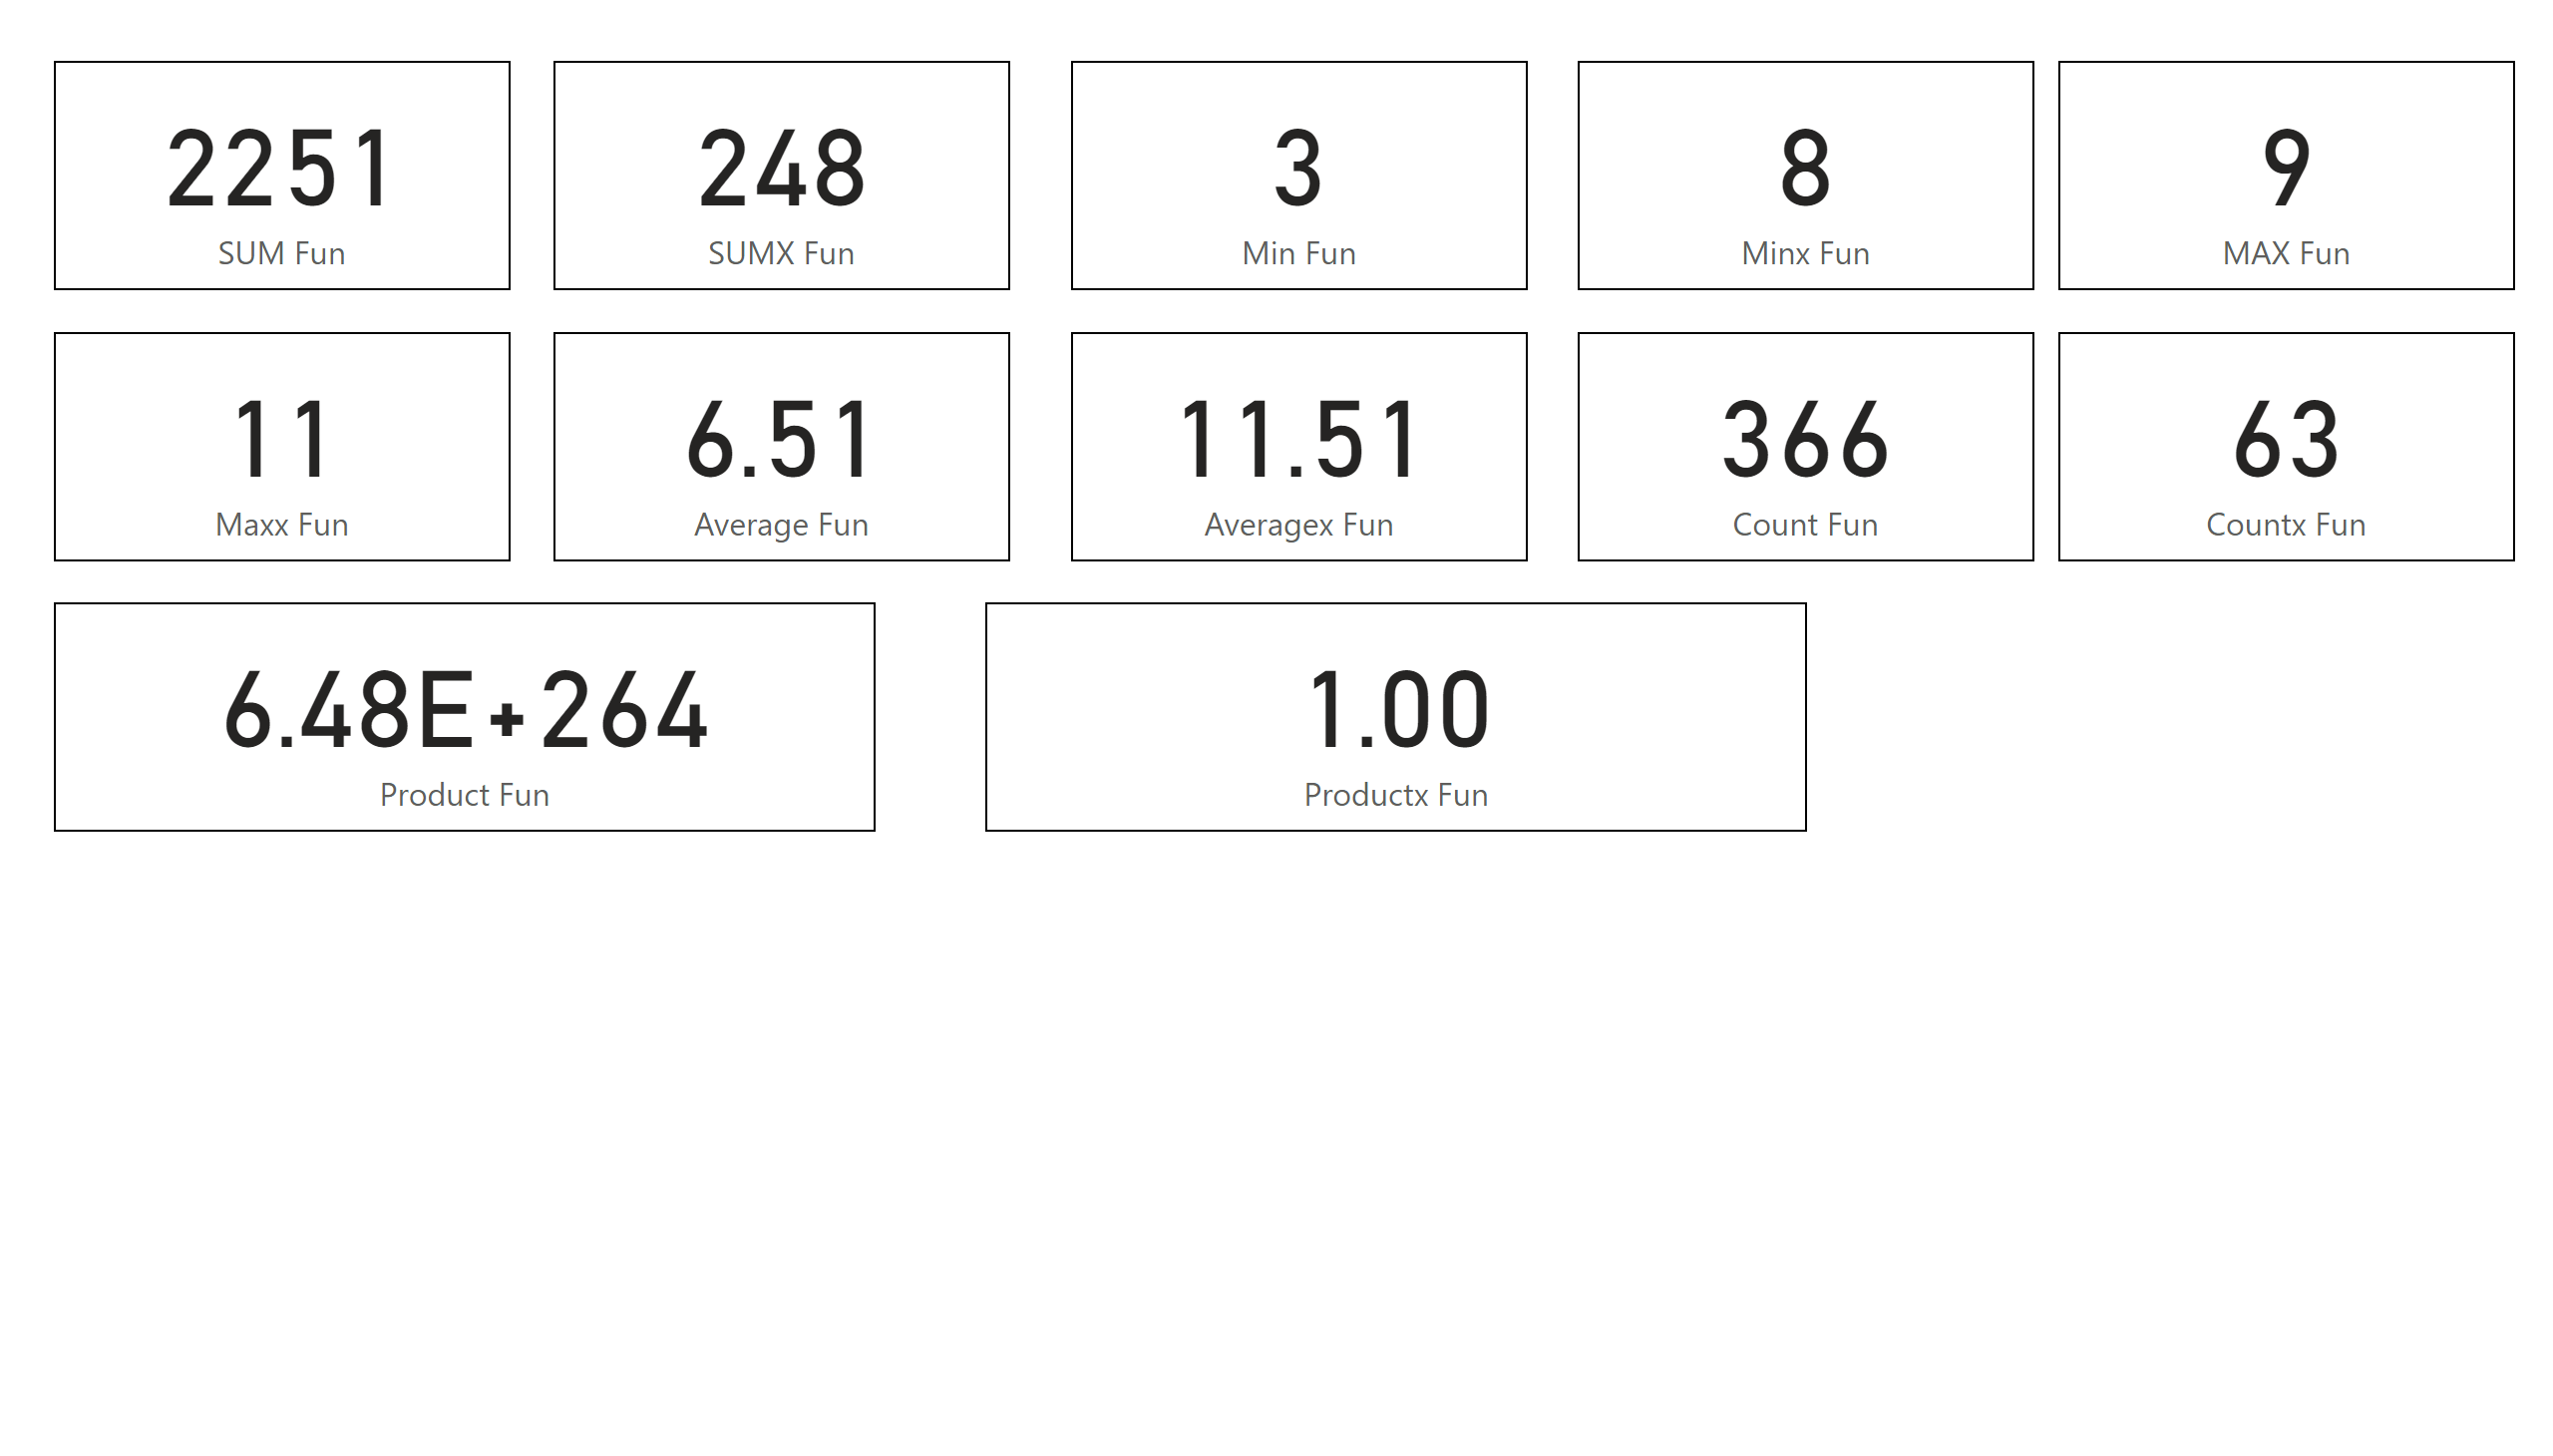 2251
SUM Fun
248
SUMX Fun
3
Min Fun
8
Minx Fun
9
MAX Fun
11
Maxx Fun
6.51
Average Fun
11.51
Averagex Fun
366
Count Fun
63
Countx Fun
6.48E+264
Product Fun
1.00
Productx Fun